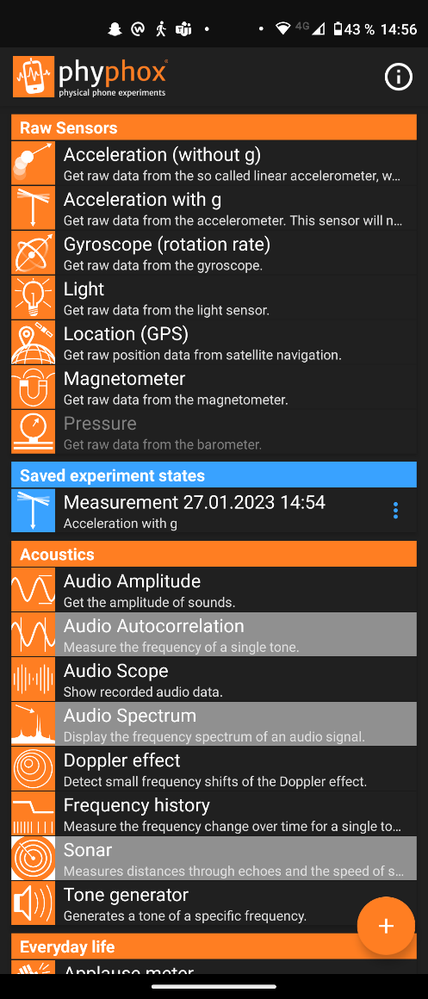 4G 43 % 14:56
phyphox
physical phone experiments
Raw Sensors
Acceleration (without g)
Get raw data from the so called linear accelerometer, w…
Acceleration with g
Get raw data from the accelerometer. This sensor will n…
Gyroscope (rotation rate)
Get raw data from the gyroscope.
Light
Get raw data from the light sensor.
Location (GPS)
Get raw position data from satellite navigation.
Magnetometer
Get raw data from the magnetometer.
Pressure
Get raw data from the barometer.
Saved experiment states
Measurement 27.01.2023 14:54
Acceleration with g
Acoustics
Audio Amplitude
Get the amplitude of sounds.
Audio Autocorrelation
Measure the frequency of a single tone.
Audio Scope
Show recorded audio data.
Audio Spectrum
Display the frequency spectrum of an audio signal.
Doppler effect
Detect small frequency shifts of the Doppler effect.
Frequency history
Measure the frequency change over time for a single to…
Sonar
Measures distances through echoes and the speed of s…
Tone generator
Generates a tone of a specific frequency.
+
Everyday life
Applause meter